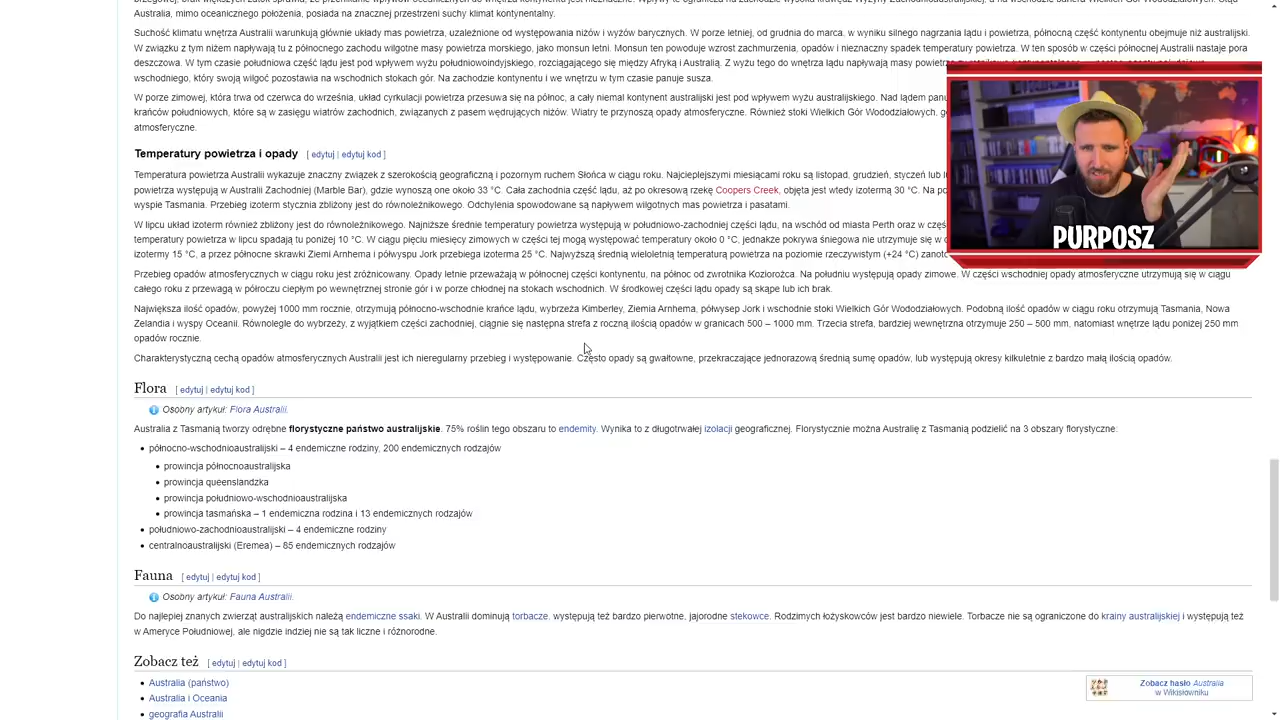 Australia, mimo oceanicznego położenia, posiada na znacznej przestrzeni suchy klimat kontynentalny.
Suchość klimatu wnętrza Australii warunkują głównie układy mas powietrza, uzależnione od występowania niżów i wyżów barycznych. W porze letniej, od grudnia do marca. w wyniku silnego nagrzania lądu i powietrza, północną część kontynentu obejmuje niż australijski.
W związku z tym niżem napływają tu z północnego zachodu wilgotne masy powietrza morskiego, jako monsun letni. Monsun ten powoduje wzrost zachmurzenia, opadów i nieznaczny spadek temperatury powietrza. W ten sposób w części północnej Australii nastaje pora
deszczowa. W tym czasie południowa część lądu jest pod wpływem wyżu południowoindyjskiego, rozciągającego się między Afryką i Australią. Z wyżu tego do wnętrza lądu napływają masy powietrza
wschodniego, który swoją wilgoć pozostawia na wschodnich stokach gór. Na zachodzie kontynentu i we wnętrzu w tym czasie panuje susza.
W porze zimowej, która trwa od czerwca do września, układ cyrkulacji powietrza przesuwa się na północ, a cały niemal kontynent australijski jest pod wpływem wyżu australijskiego. Nad lądem
krańców południowych, które są w zasięgu wiatrów zachodnich, związanych z pasem wędrujących niżów. Wiatry te przynoszą opady atmosferyczne. Również stoki Wielkich Gór Wododziałowych,
atmosferyczne.
Temperatury powietrza i opady [ edytuj | edytuj kod ]
Temperatura powietrza Australii wykazuje znaczny związek z szerokością geograficzną i pozornym ruchem Słońca w ciągu roku. Najcieplejszymi miesiącami roku są listopad, grudzień, styczeń lub
powietrza występują w Australii Zachodniej (Marble Bar), gdzie wynoszą one około 33 °C. Cała zachodnia część lądu, aż po okresową rzekę Coopers Creek, objęta jest wtedy izotermą 30 °C. Na
wyspie Tasmania. Przebieg izoterm stycznia zbliżony jest do równoleżnikowego. Odchylenia spowodowane są napływem wilgotnych mas powietrza i pasatami.
W lipcu układ izoterm również zbliżony jest do równoleżnikowego. Najniższe średnie temperatury powietrza występują w południowo-zachodniej części lądu, na wschód od miasta Perth oraz w
temperatury powietrza w lipcu spadają tu poniżej 10 °C. W ciągu pięciu miesięcy zimowych w części tej mogą występować temperatury około 0 °C, jednakże pokrywa śniegowa nie utrzymuje się w
izotermy 15 °C, a przez północne skrawki Ziemi Arnhema i półwyspu Jork przebiega izoterma 25 °C. Najwyższą średnią wieloletnią temperaturą powietrza na poziomie rzeczywistym (+24 °C)
Przebieg opadów atmosferycznych w ciągu roku jest zróżnicowany. Opady letnie przeważają w północnej części kontynentu, na północ od zwrotnika Koziorożca. Na południu występują opady zimowe. W części wschodniej opady atmosferyczne utrzymują się w ciągu
całego roku z przewagą w półroczu ciepłym po wewnętrznej stronie gór i w porze chłodnej na stokach wschodnich. W środkowej części lądu opady są skąpe lub ich brak.
Największa ilość opadów, powyżej 1000 mm rocznie, otrzymują północno-wschodnie krańce lądu, wybrzeża Kimberley, Ziemia Arnhema, półwysep Jork i wschodnie stoki Wielkich Gór Wododziałowych. Podobną ilość opadów w ciągu roku otrzymują Tasmania, Nowa
Zelandia i wyspy Oceanii. Równolegle do wybrzeży, z wyjątkiem części zachodniej, ciągnie się następna strefa z roczną ilością opadów w granicach 500 – 1000 mm. Trzecia strefa, bardziej wewnętrzna otrzymuje 250 – 500 mm, natomiast wnętrze lądu poniżej 250 mm
opadów rocznie.
Charakterystyczną cechą opadów atmosferycznych Australii jest ich nieregularny przebieg i występowanie. Często opady są gwałtowne, przekraczające jednorazową średnią sumę opadów, lub występują okresy kilkuletnie z bardzo małą ilością opadów.
PURPOSZ
Flora [ edytuj | edytuj kod ]
Osobny artykuł: Flora Australii.
Australia z Tasmanią tworzy odrębne florystyczne państwo australijskie. 75% roślin tego obszaru to endemity. Wynika to z długotrwałej izolacji geograficznej. Florystycznie można Australię z Tasmanią podzielić na 3 obszary florystyczne:
• północno-wschodnioaustralijski – 4 endemiczne rodziny, 200 endemicznych rodzajów
• prowincja północnoaustralijska
• prowincja queenslandzka
• prowincja południowo-wschodnioaustralijska
• prowincja tasmańska – 1 endemiczna rodzina i 13 endemicznych rodzajów
• południowo-zachodnioaustralijski – 4 endemiczne rodziny
• centralnoaustralijski (Eremea) – 85 endemicznych rodzajów
Fauna [ edytuj | edytuj kod ]
Osobny artykuł: Fauna Australii.
Do najlepiej znanych zwierząt australijskich należą endemiczne ssaki. W Australii dominują torbacze. występują też bardzo pierwotne, jajorodne stekowce. Rodzimych łożyskowców jest bardzo niewiele. Torbacze nie są ograniczone do krainy australijskiej i występują też
w Ameryce Południowej, ale nigdzie indziej nie są tak liczne i różnorodne.
Zobacz też [ edytuj | edytuj kod ]
• Australia (państwo)
• Australia i Oceania
• geografia Australii
Zobacz hasło Australia
w Wikisłowniku